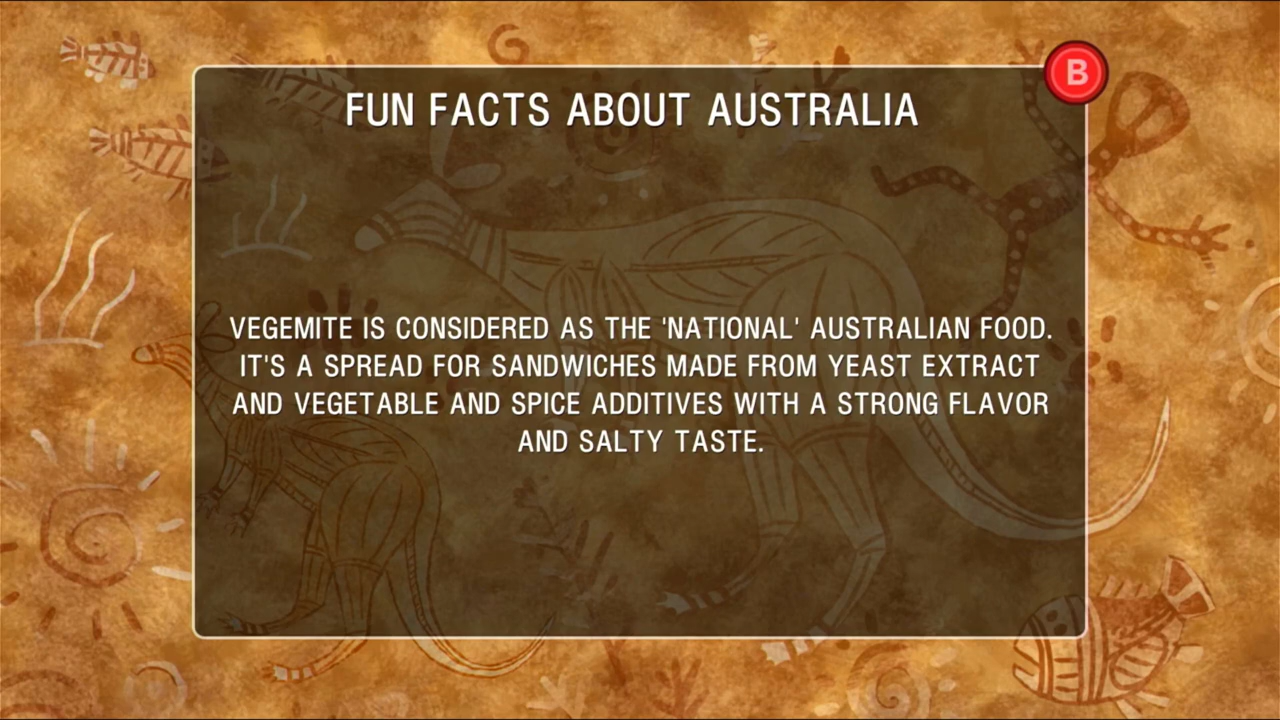 B
FUN FACTS ABOUT AUSTRALIA
VEGEMITE IS CONSIDERED AS THE 'NATIONAL' AUSTRALIAN FOOD.
IT'S A SPREAD FOR SANDWICHES MADE FROM YEAST EXTRACT
AND VEGETABLE AND SPICE ADDITIVES WITH A STRONG FLAVOR
AND SALTY TASTE.